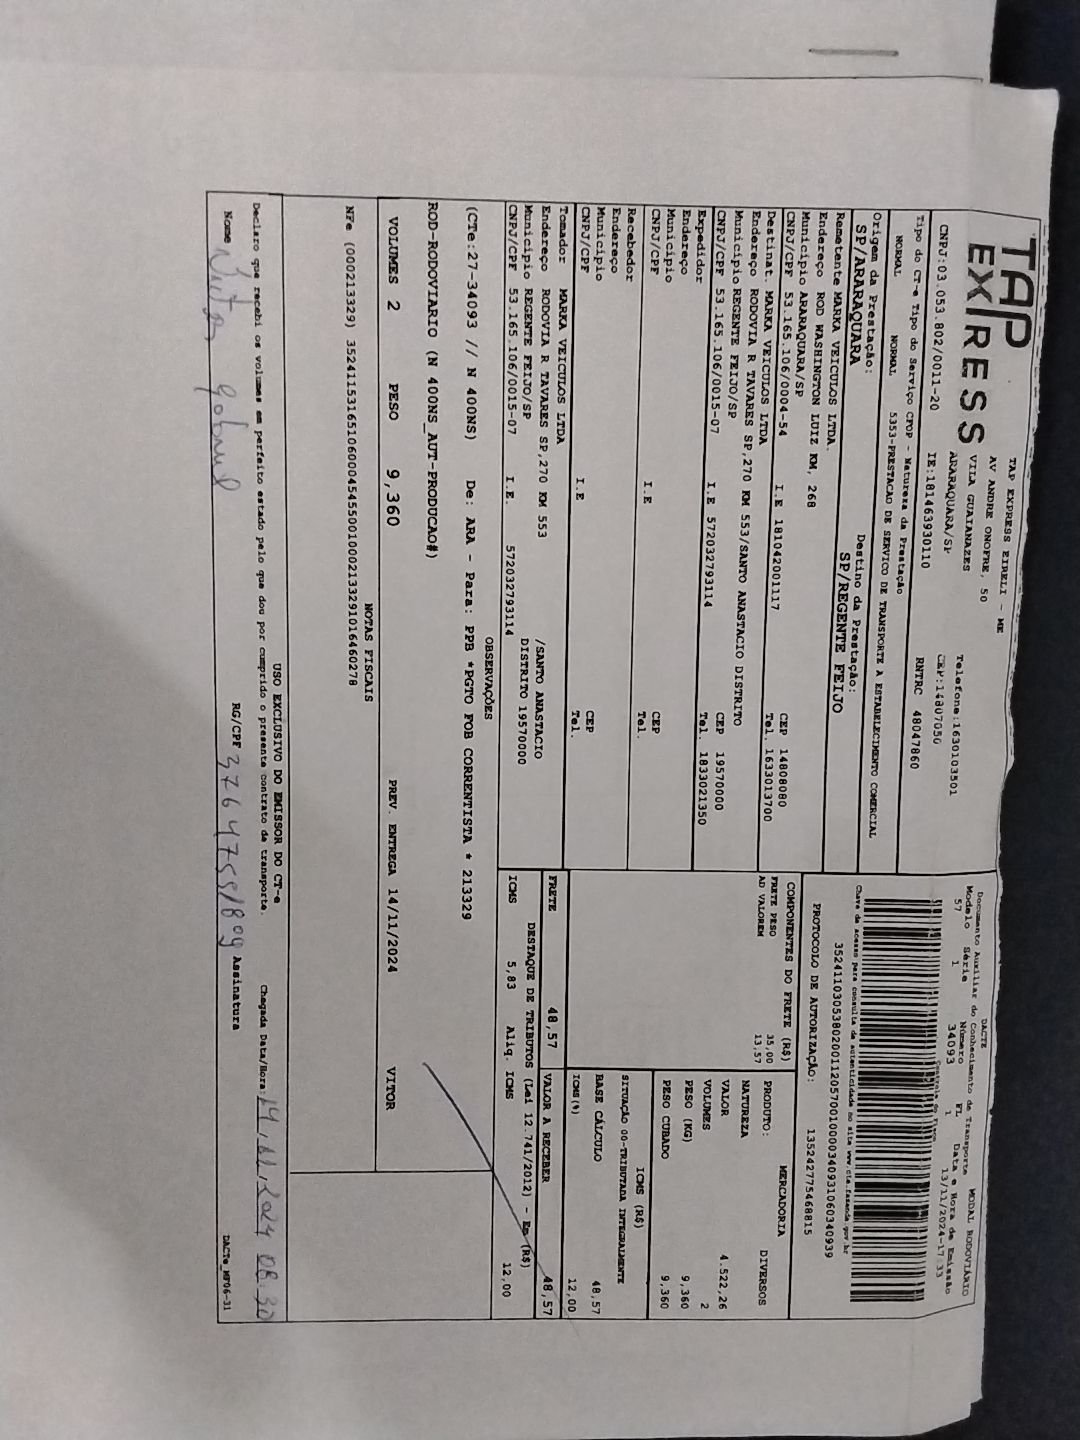 TAP EXPRESS
TAP EXPRESS EIRELI - ME
AV ANDRE ONOFRE, 50
VILA GUAIANAZES
ARARAQUARA/SP
Telefone:1630103501
CEP:14807050
CNPJ:03.053.802/0011-20 IE:181463930110 RNTRC 48047860
Tipo do CT-e Tipo do Serviço CFOP - Natureza da Prestação
NORMAL NORMAL 5353-PRESTACAO DE SERVICO DE TRANSPORTE A ESTABELECIMENTO COMERCIAL
Origem da Prestação: Destino da Prestação:
SP/ARARAQUARA SP/REGENTE FEIJO
Remetente MARKA VEICULOS LTDA.
Endereço ROD WASHINGTON LUIZ KM, 268
Município ARARAQUARA/SP CEP 14808080
CNPJ/CPF 53.165.106/0004-54 I.E 181042001117 Tel. 1633013700
Destinat. MARKA VEICULOS LTDA
Endereço RODOVIA R TAVARES SP,270 KM 553/SANTO ANASTACIO DISTRITO
Município REGENTE FEIJO/SP CEP 19570000
CNPJ/CPF 53.165.106/0015-07 I.E 572032793114 Tel. 1833021350
Expedidor
Endereço
Município CEP
CNPJ/CPF I.E Tel.
Recebedor
Endereço
Município CEP
CNPJ/CPF I.E Tel.
Tomador MARKA VEICULOS LTDA
Endereço RODOVIA R TAVARES SP,270 KM 553 /SANTO ANASTACIO
Município REGENTE FEIJO/SP DISTRITO 19570000
CNPJ/CPF 53.165.106/0015-07 I.E. 572032793114
DACTE MODAL RODOVIÁRIO
Documento Auxiliar do Conhecimento de Transporte
Modelo Série Número FL Data e Hora de Emissão
57 1 34093 1 13/11/2024-17:33
Controle do Fisco
Chave de acesso para consulta de autenticidade no site www.cte.fazenda.gov.br
35241103053802001120570010000340931060340939
PROTOCOLO DE AUTORIZAÇÃO: 135242775468815
COMPONENTES DO FRETE (R$)
FRETE PESO 35,00
AD VALOREM 13,57
FRETE 48,57
PRODUTO: MERCADORIA
NATUREZA DIVERSOS
VALOR 4.522,26
VOLUMES 2
PESO (KG) 9,360
PESO CUBADO 9,360
ICMS (R$)
SITUAÇÃO 00-TRIBUTADA INTEGRALMENTE
BASE CÁLCULO 48,57
ICMS(%) 12,00
VALOR A RECEBER 48,57
DESTAQUE DE TRIBUTOS (Lei 12.741/2012) - Em (R$)
ICMS 5,83 Aliq. ICMS 12,00
OBSERVAÇÕES
(CTe:27-34093 // N 400NS) De: ARA - Para: PPB *PGTO FOB CORRENTISTA * 213329
ROD-RODOVIARIO (N 400NS_AUT-PRODUCAO#)
VOLUMES 2 PESO 9,360 PREV. ENTREGA 14/11/2024 VITOR
NOTAS FISCAIS
NFe (000213329)
USO EXCLUSIVO DO EMISSOR DO CT-e
Declaro que recebi os volumes em perfeito estado pelo que dou por cumprido o presente contrato de transporte. Chegada Data/Hora: 14/11/2024 08:30
Nome Vitor Gabriel RG/CPF Assinatura
DACTe_MF06-31